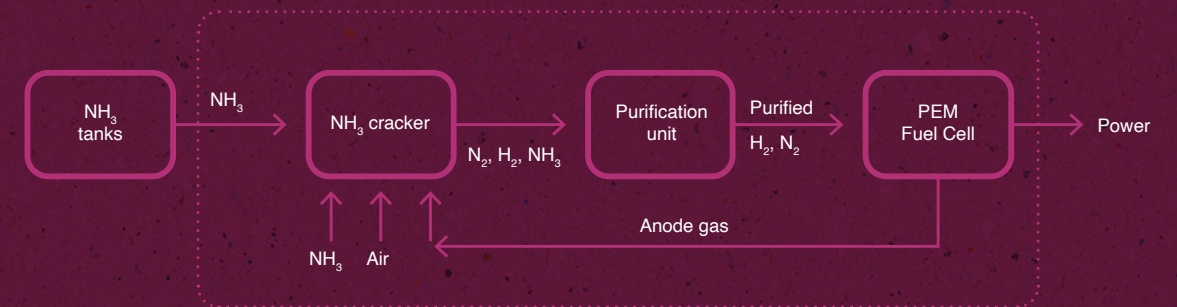 NH₃
tanks
NH₃
NH₃ cracker
N₂, H₂, NH₃
Purification
unit
Purified
H₂, N₂
PEM
Fuel Cell
Power
Anode gas
NH₃
Air